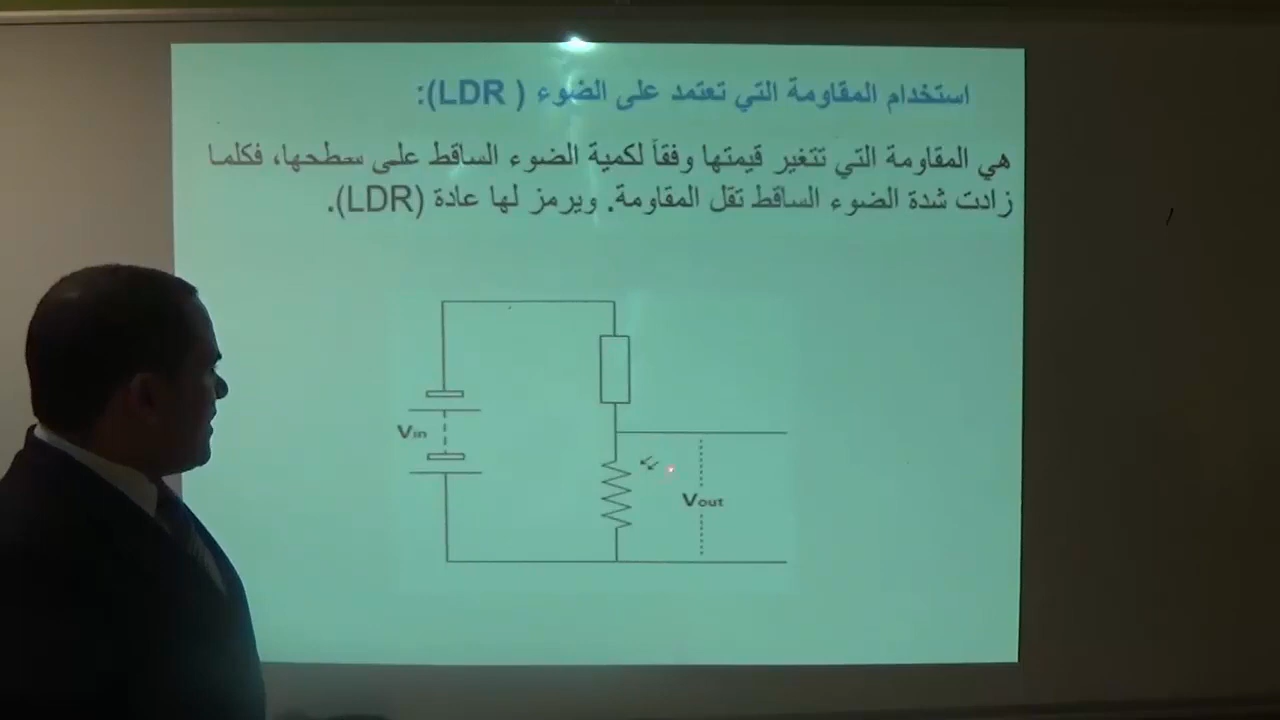 استخدام المقاومة التي تعتمد على الضوء ( LDR):
هي المقاومة التي تتغير قيمتها وفقاً لكمية الضوء الساقط على سطحها، فكلما
زادت شدة الضوء الساقط تقل المقاومة. ويرمز لها عادة (LDR).
Vin
Vout